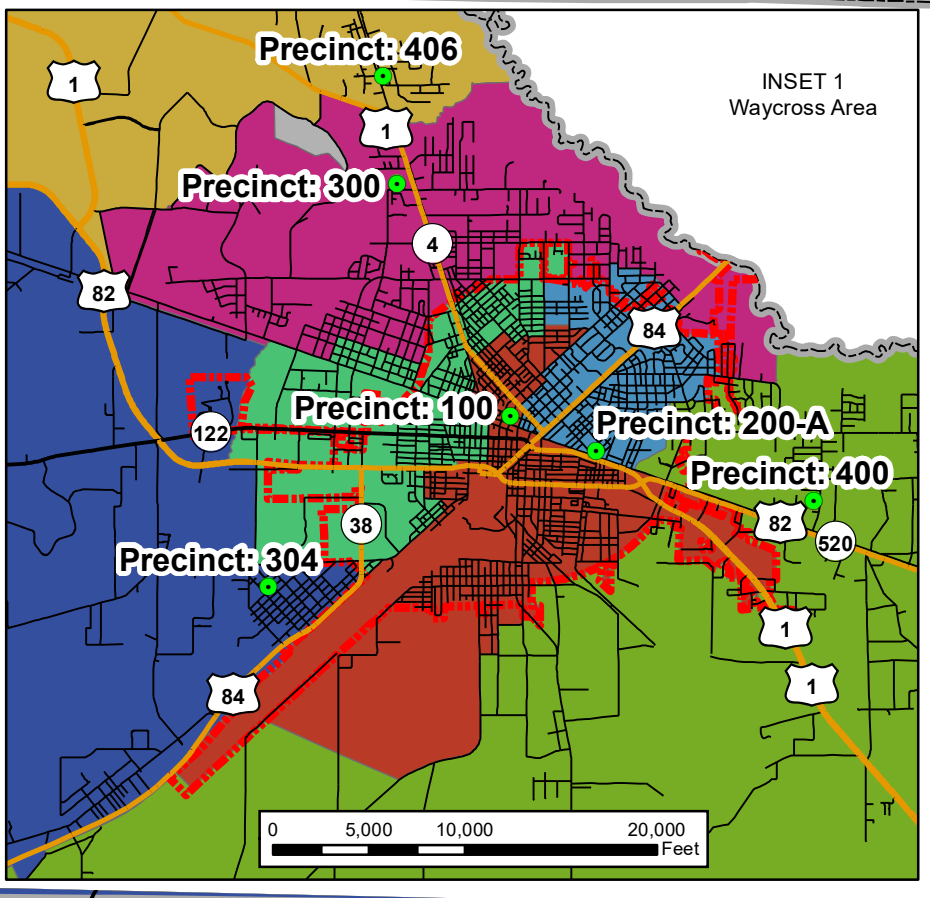 Precinct: 406
1
INSET 1
Waycross Area
1
Precinct: 300
4
82
84
Precinct: 100
122
Precinct: 200-A
Precinct: 400
38
82
520
Precinct: 304
1
84
1
0 5,000 10,000 20,000
Feet